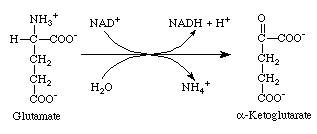 NH₃⁺
NAD⁺
NADH + H⁺
O
H C COO⁻
C COO⁻
CH₂
CH₂
CH₂
CH₂
COO⁻
H₂O
NH₄⁺
COO⁻
Glutamate
α-Ketoglutarate